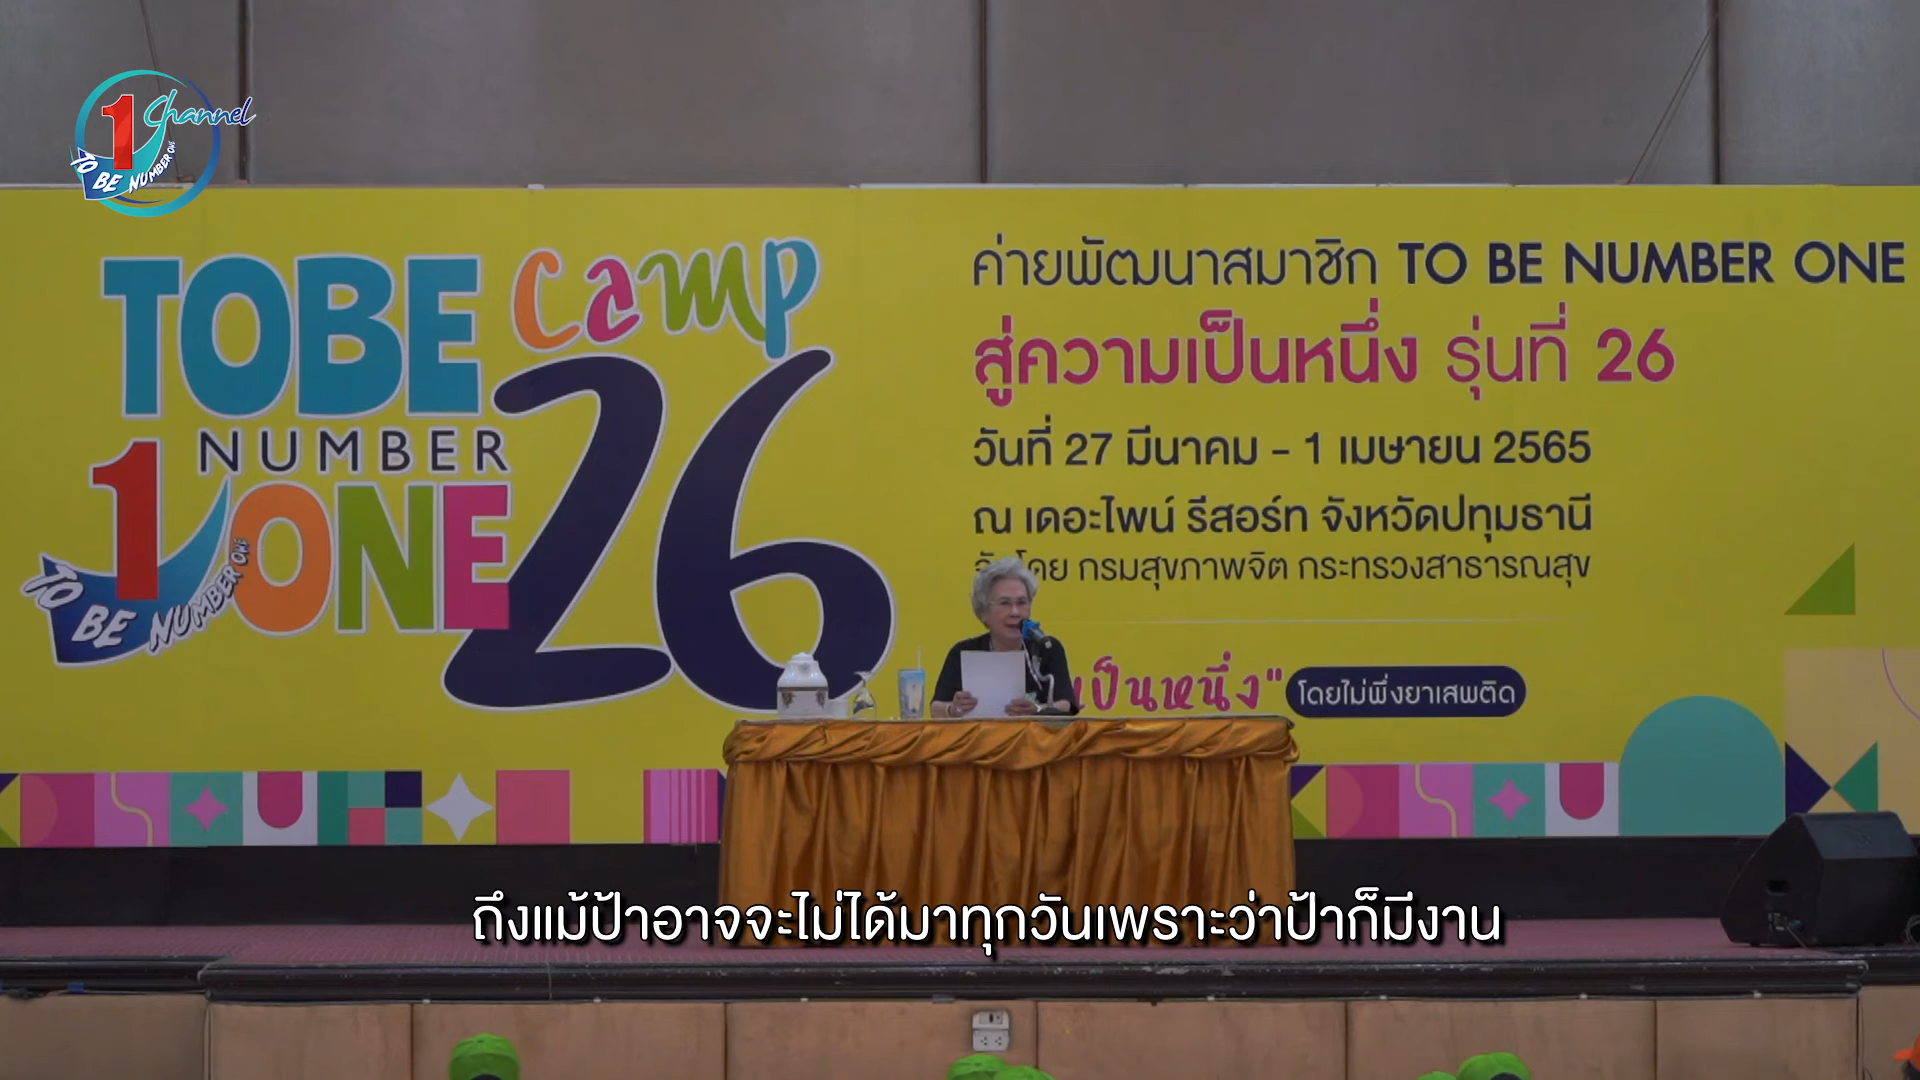 1 Channel
TO BE NUMBER ONE
TOBE camp
NUMBER
ONE
26
1
TO BE NUMBER ONE
ค่ายพัฒนาสมาชิก TO BE NUMBER ONE
สู่ความเป็นหนึ่ง รุ่นที่ 26
วันที่ 27 มีนาคม - 1 เมษายน 2565
ณ เดอะไพน์ รีสอร์ท จังหวัดปทุมธานี
กรมสุขภาพจิต กระทรวงสาธารณสุข
เป็นหนึ่ง" โดยไม่พึ่งยาเสพติด
ถึงแม้ป้าอาจจะไม่ได้มาทุกวันเพราะว่าป้าก็มีงาน